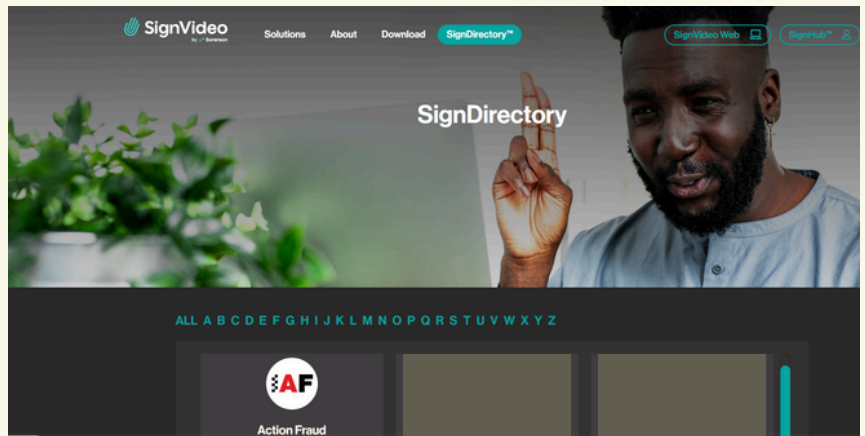 SignVideo
by Sorenson
Solutions About Download SignDirectory™ SignVideo Web SignHub™
SignDirectory
ALL A B C D E F G H I J K L M N O P Q R S T U V W X Y Z
AF
Action Fraud